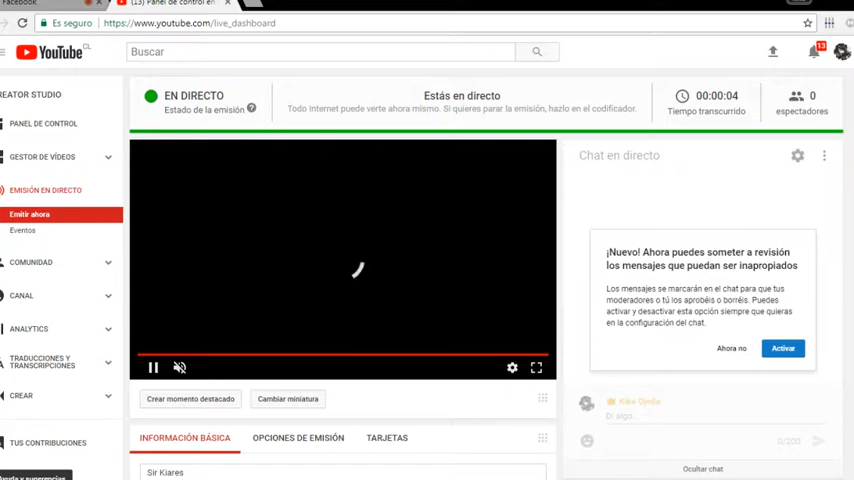 Facebook
(13) Panel de control en
Es seguro
https://www.youtube.com/live_dashboard
YouTube CL
Buscar
13
EN DIRECTO
Estado de la emisión
Estás en directo
Todo Internet puede verte ahora mismo. Si quieres parar la emisión, hazlo en el codificador.
00:00:04
Tiempo transcurrido
0
espectadores
REATOR STUDIO
PANEL DE CONTROL
GESTOR DE VÍDEOS
EMISIÓN EN DIRECTO
Emitir ahora
Eventos
COMUNIDAD
CANAL
ANALYTICS
TRADUCCIONES Y
TRANSCRIPCIONES
CREAR
TUS CONTRIBUCIONES
Ayuda y sugerencias
Crear momento destacado
Cambiar miniatura
INFORMACIÓN BÁSICA
OPCIONES DE EMISIÓN
TARJETAS
Sir Kiares
Chat en directo
¡Nuevo! Ahora puedes someter a revisión
los mensajes que puedan ser inapropiados
Los mensajes se marcarán en el chat para que tus
moderadores o tú los aprobéis o borréis. Puedes
activar y desactivar esta opción siempre que quieras
en la configuración del chat.
Ahora no
Activar
Kike Ojeda
Di algo...
0/200
Ocultar chat